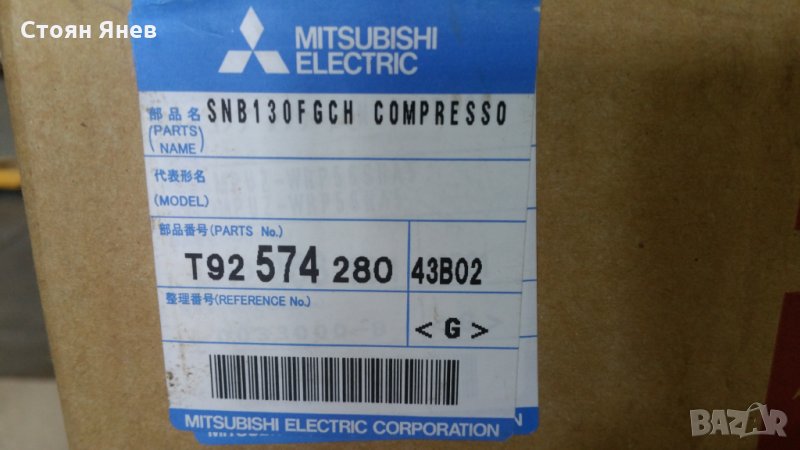 Стоян Янев
MITSUBISHI
ELECTRIC
部品名 SNB130FGCH COMPRESSO
(PARTS
NAME)
代表形名
(MODEL)
部品番号(PARTS No.)
T92 574 280 43B02
整理番号(REFERENCE No.)
<G>
MITSUBISHI ELECTRIC CORPORATION
N
BAZAR